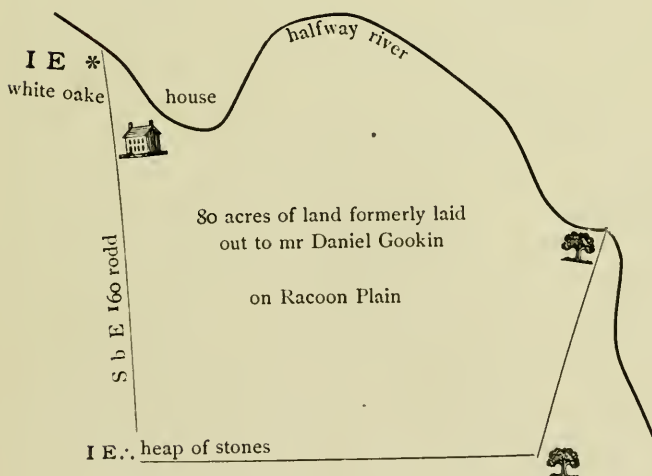 halfway river
I E *
white oake
house
80 acres of land formerly laid
out to mr Daniel Gookin
on Racoon Plain
S b E 160 rodd
I E ∴ heap of stones